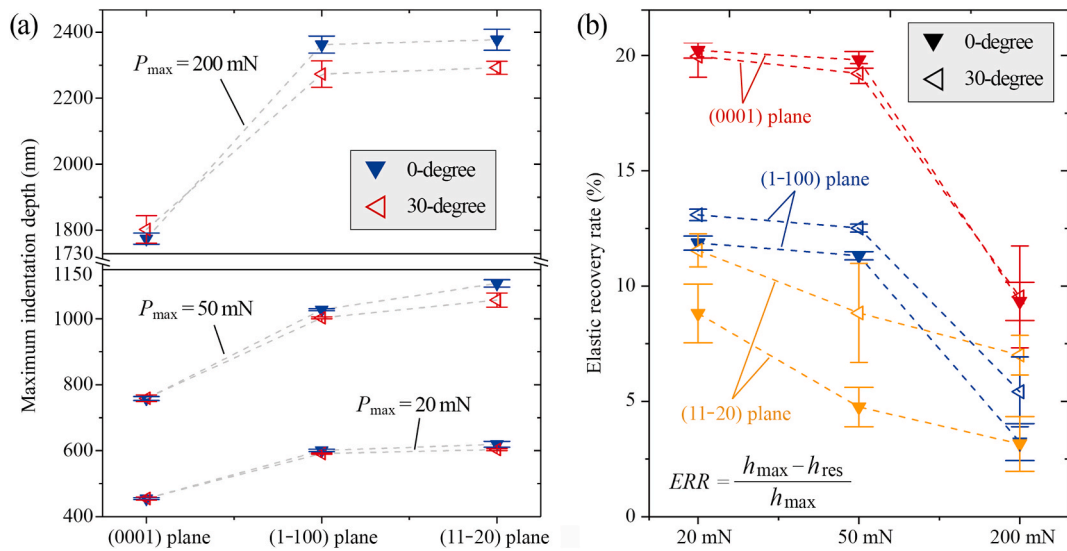 (a)
Maximum indentation depth (nm)
2400
2200
2000
1800
1730
1150
1000
800
600
400
Pmax = 200 mN
0-degree
30-degree
Pmax = 50 mN
Pmax = 20 mN
(0001) plane
(1-100) plane
(11-20) plane
(b)
Elastic recovery rate (%)
20
15
10
5
0
0-degree
30-degree
(0001) plane
(1-100) plane
(11-20) plane
ERR = hmax − hres
hmax
20 mN
50 mN
200 mN